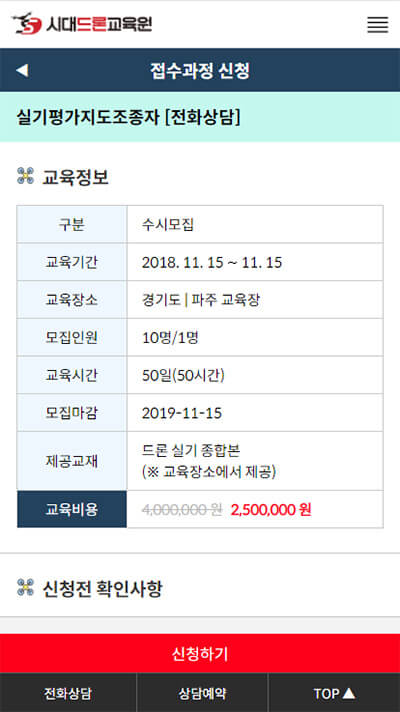 시대드론교육원
◀ 접수과정 신청
실기평가지도조종자 [전화상담]
교육정보
구분 수시모집
교육기간 2018. 11. 15 ~ 11. 15
교육장소 경기도 | 파주 교육장
모집인원 10명/1명
교육시간 50일(50시간)
모집마감 2019-11-15
제공교재 드론 실기 종합본
(※ 교육장소에서 제공)
교육비용 4,000,000 원 2,500,000 원
신청전 확인사항
신청하기
전화상담 상담예약 TOP ▲